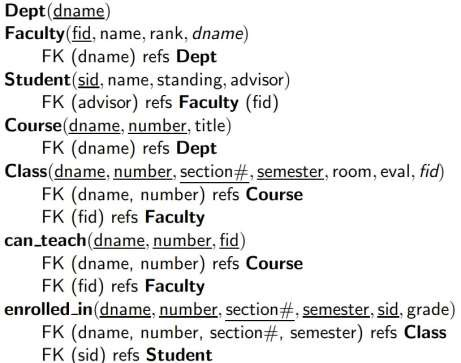 Dept(dname)
Faculty(fid, name, rank, dname)
FK (dname) refs Dept
Student(sid, name, standing, advisor)
FK (advisor) refs Faculty (fid)
Course(dname, number, title)
FK (dname) refs Dept
Class(dname, number, section#, semester, room, eval, fid)
FK (dname, number) refs Course
FK (fid) refs Faculty
can_teach(dname, number, fid)
FK (dname, number) refs Course
FK (fid) refs Faculty
enrolled_in(dname, number, section#, semester, sid, grade)
FK (dname, number, section#, semester) refs Class
FK (sid) refs Student